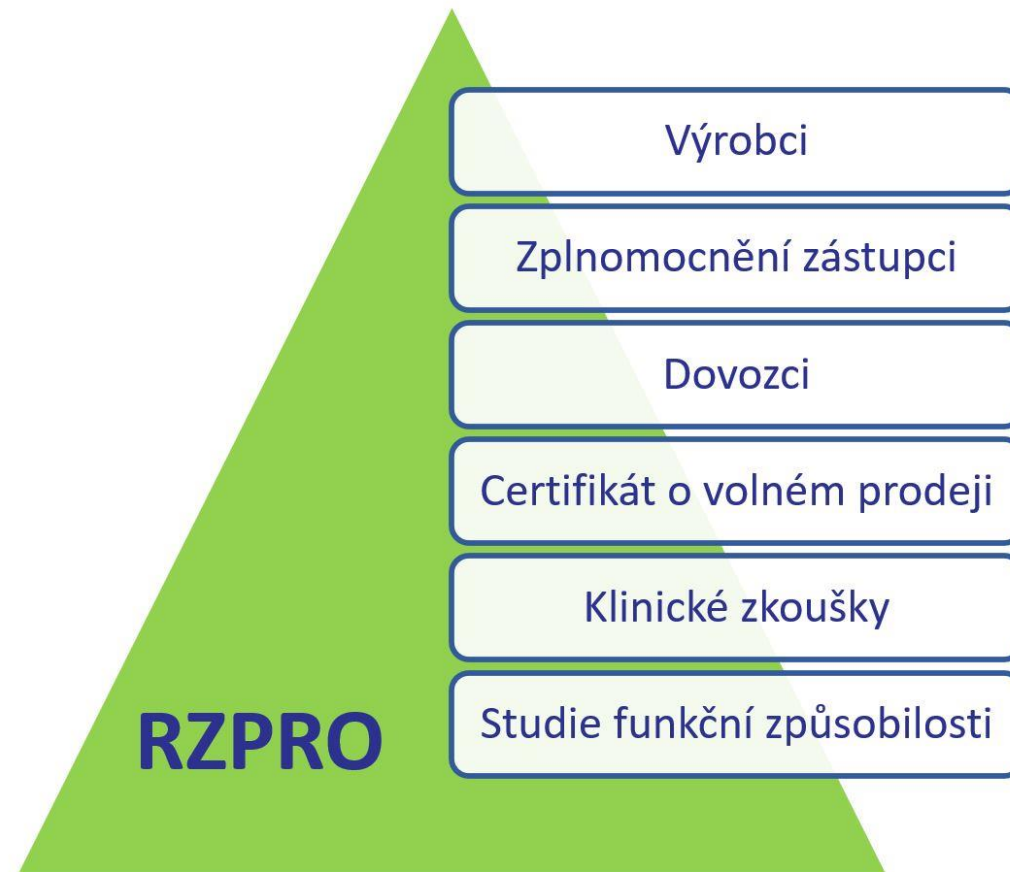 Výrobci
Zplnomocnění zástupci
Dovozci
Certifikát o volném prodeji
Klinické zkoušky
Studie funkční způsobilosti
RZPRO